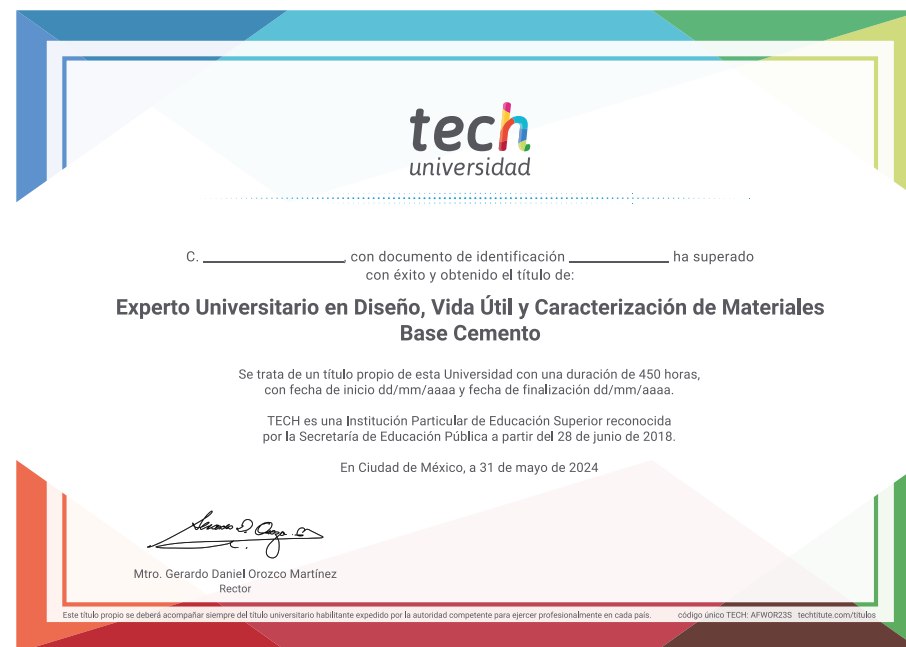 tech
universidad
C. ____________, con documento de identificación ____________ ha superado
con éxito y obtenido el título de:
Experto Universitario en Diseño, Vida Útil y Caracterización de Materiales
Base Cemento
Se trata de un título propio de esta Universidad con una duración de 450 horas,
con fecha de inicio dd/mm/aaaa y fecha de finalización dd/mm/aaaa.
TECH es una Institución Particular de Educación Superior reconocida
por la Secretaría de Educación Pública a partir del 28 de junio de 2018.
En Ciudad de México, a 31 de mayo de 2024
Mtro. Gerardo Daniel Orozco Martínez
Rector
Este título propio se deberá acompañar siempre del título universitario habilitante expedido por la autoridad competente para ejercer profesionalmente en cada país. código único TECH: AFWOR23S techtitute.com/titulos